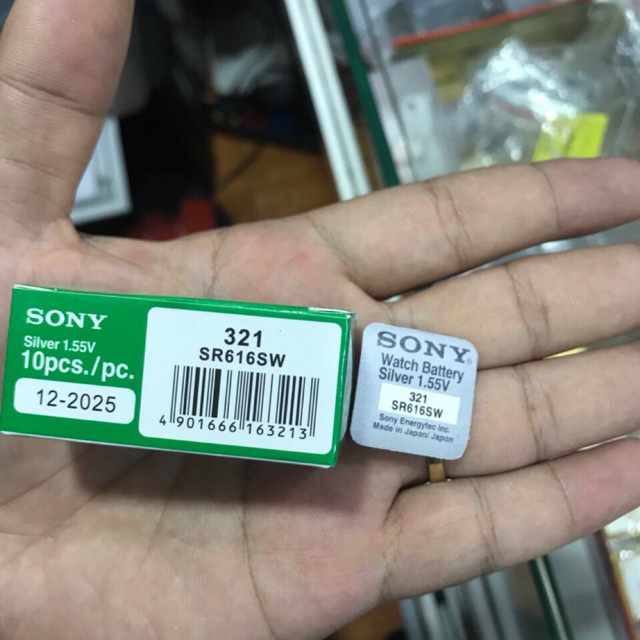 SONY
Silver 1.55V
10pcs./pc.
12-2025
321
SR616SW
4 901666 163213
SONY
Watch Battery
Silver 1.55V
321
SR616SW
Sony Energytec Inc.
Made in Japan/ Japon